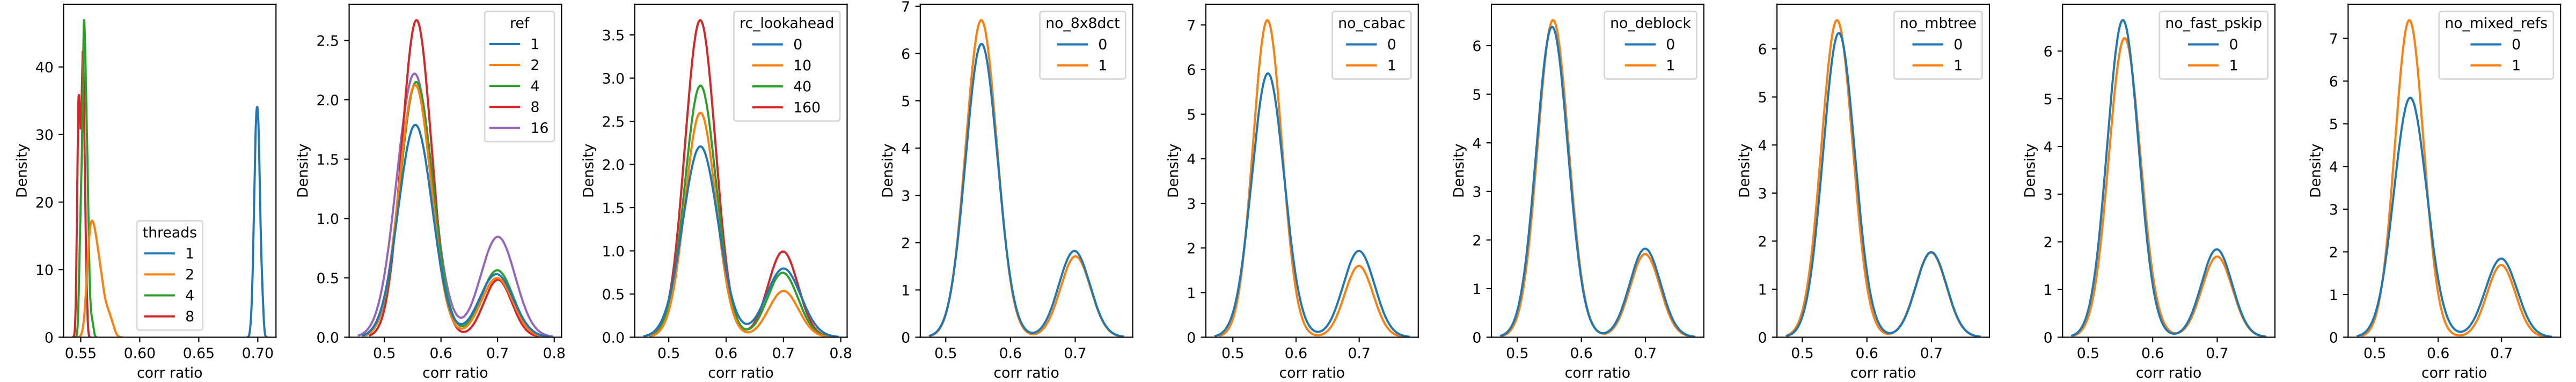 Density
40
30
20
10
0
0.55 0.60 0.65 0.70
corr ratio
threads
1
2
4
8
Density
2.5
2.0
1.5
1.0
0.5
0.0
0.5 0.6 0.7 0.8
corr ratio
ref
1
2
4
8
16
Density
3.5
3.0
2.5
2.0
1.5
1.0
0.5
0.0
0.5 0.6 0.7 0.8
corr ratio
rc_lookahead
0
10
40
160
Density
7
6
5
4
3
2
1
0
0.5 0.6 0.7
corr ratio
no_8x8dct
0
1
Density
7
6
5
4
3
2
1
0
0.5 0.6 0.7
corr ratio
no_cabac
0
1
Density
6
5
4
3
2
1
0
0.5 0.6 0.7
corr ratio
no_deblock
0
1
Density
6
5
4
3
2
1
0
0.5 0.6 0.7
corr ratio
no_mbtree
0
1
Density
6
5
4
3
2
1
0
0.5 0.6 0.7
corr ratio
no_fast_pskip
0
1
Density
7
6
5
4
3
2
1
0
0.5 0.6 0.7
corr ratio
no_mixed_refs
0
1